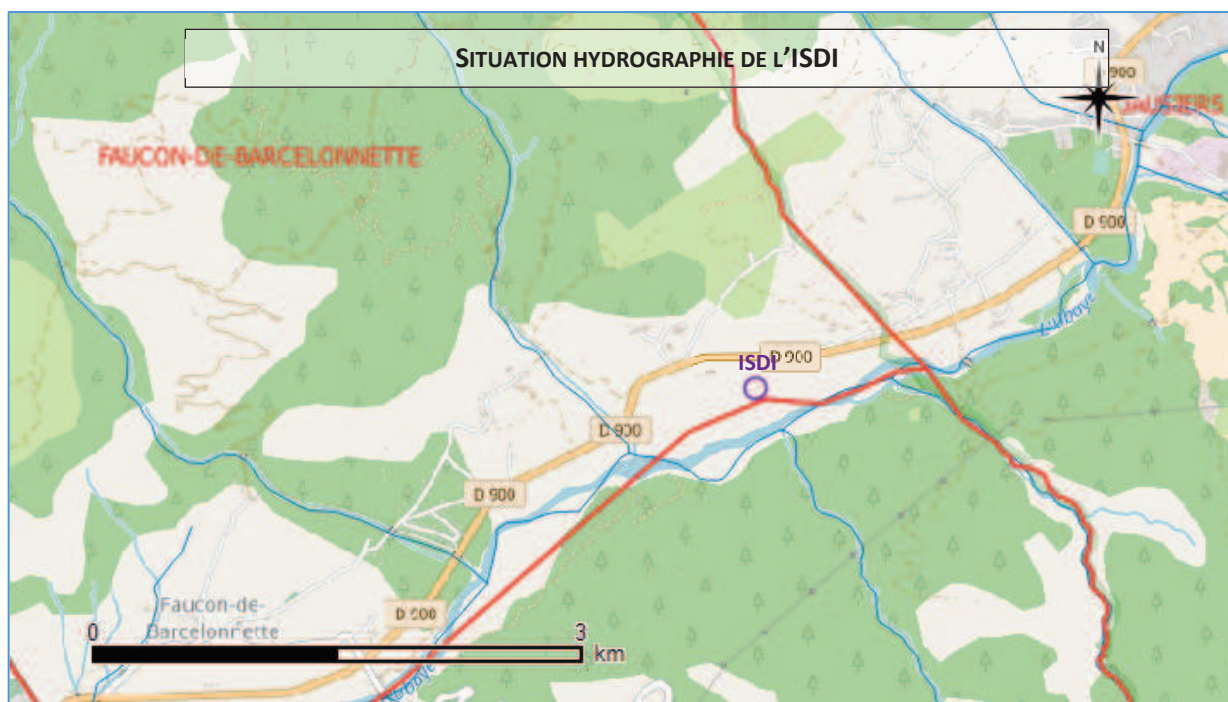 SITUATION HYDROGRAPHIE DE L'ISDI
N
D 900
JAUSIERS
FAUCON-DE-BARCELONNETTE
D 900
L'Ubaye
D 900
ISDI
D 900
D 900
D 900
Faucon-de-
Barcelonnette
0
3
km
L'Ubaye